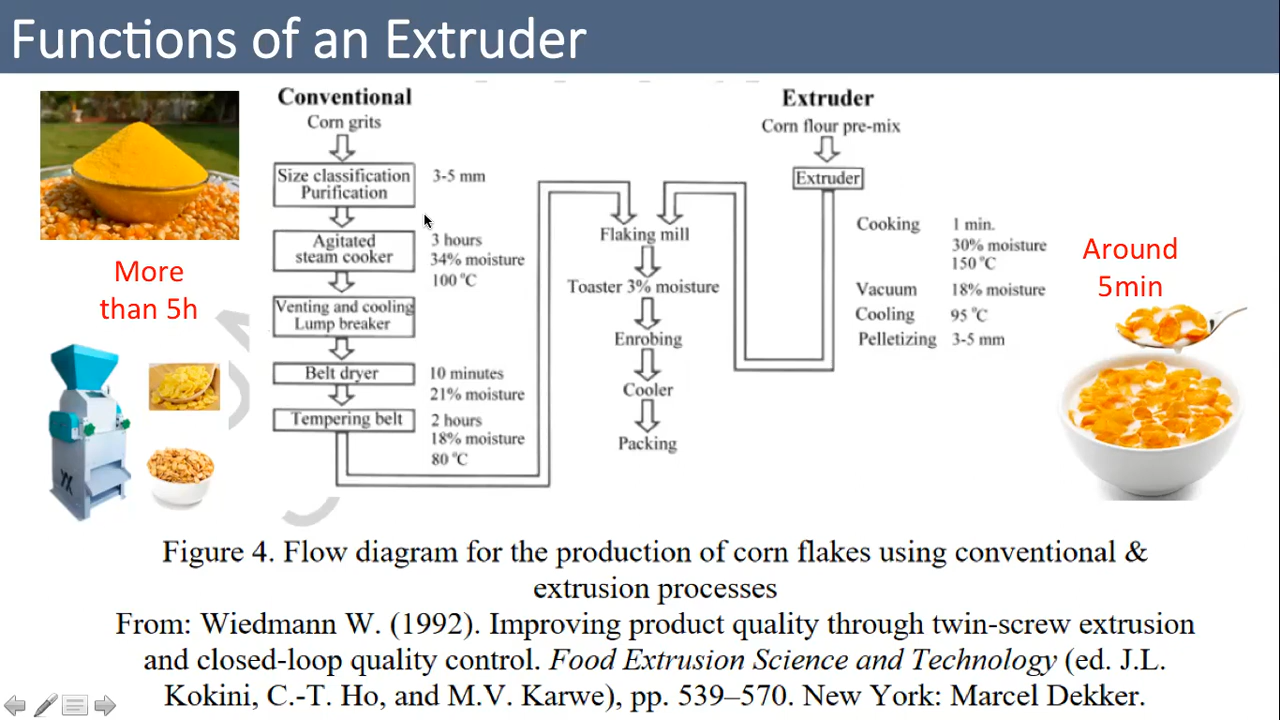 Functions of an Extruder
Conventional
Corn grits
Size classification
Purification
3-5 mm
Agitated
steam cooker
3 hours
34% moisture
100 °C
Venting and cooling
Lump breaker
Belt dryer
10 minutes
21% moisture
Tempering belt
2 hours
18% moisture
80 °C
More
than 5h
YX
Flaking mill
Toaster 3% moisture
Enrobing
Cooler
Packing
Extruder
Corn flour pre-mix
Extruder
Cooking 1 min.
30% moisture
150 °C
Vacuum 18% moisture
Cooling 95 °C
Pelletizing 3-5 mm
Around
5min
Figure 4. Flow diagram for the production of corn flakes using conventional &
extrusion processes
From: Wiedmann W. (1992). Improving product quality through twin-screw extrusion
and closed-loop quality control. Food Extrusion Science and Technology (ed. J.L.
Kokini, C.-T. Ho, and M.V. Karwe), pp. 539–570. New York: Marcel Dekker.